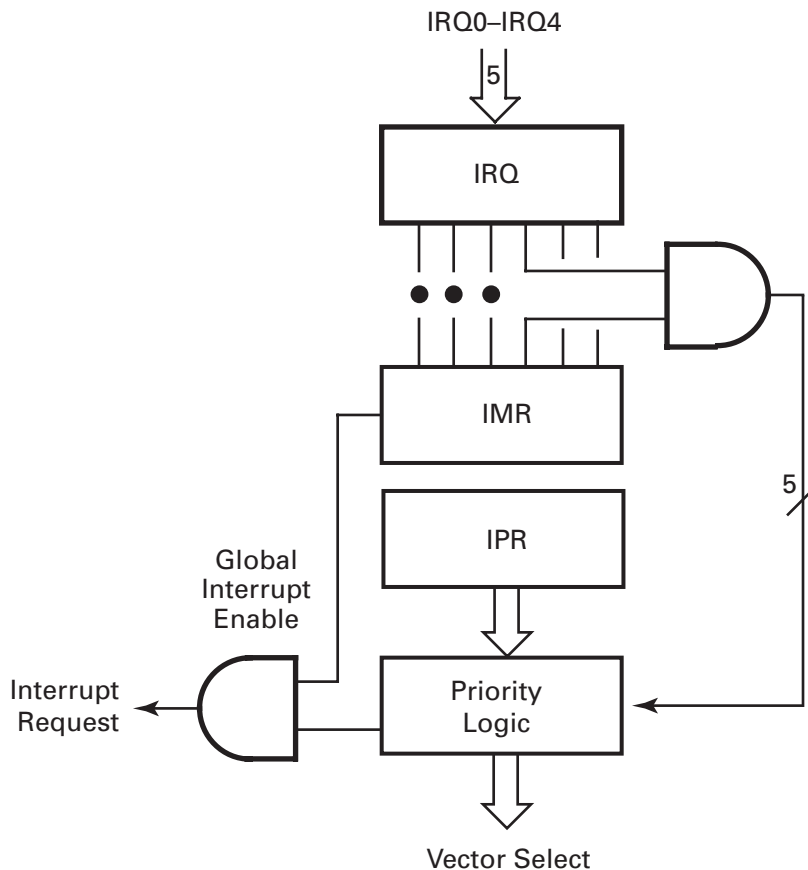 IRQ0–IRQ4
5
IRQ
IMR
5
IPR
Global
Interrupt
Enable
Interrupt
Request
Priority
Logic
Vector Select